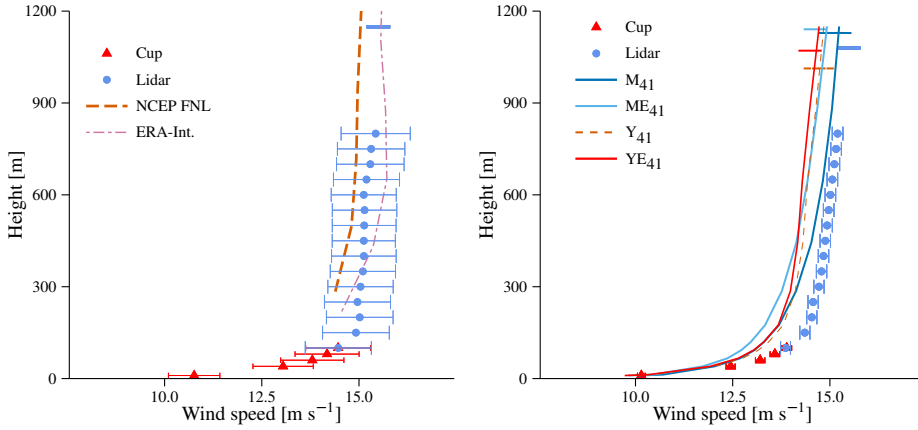 1200
900
600
300
0
Height [m]
Cup
Lidar
NCEP FNL
ERA-Int.
10.0
12.5
15.0
Wind speed [m s⁻¹]
1200
900
600
300
0
Height [m]
Cup
Lidar
M₄₁
ME₄₁
Y₄₁
YE₄₁
10.0
12.5
15.0
Wind speed [m s⁻¹]